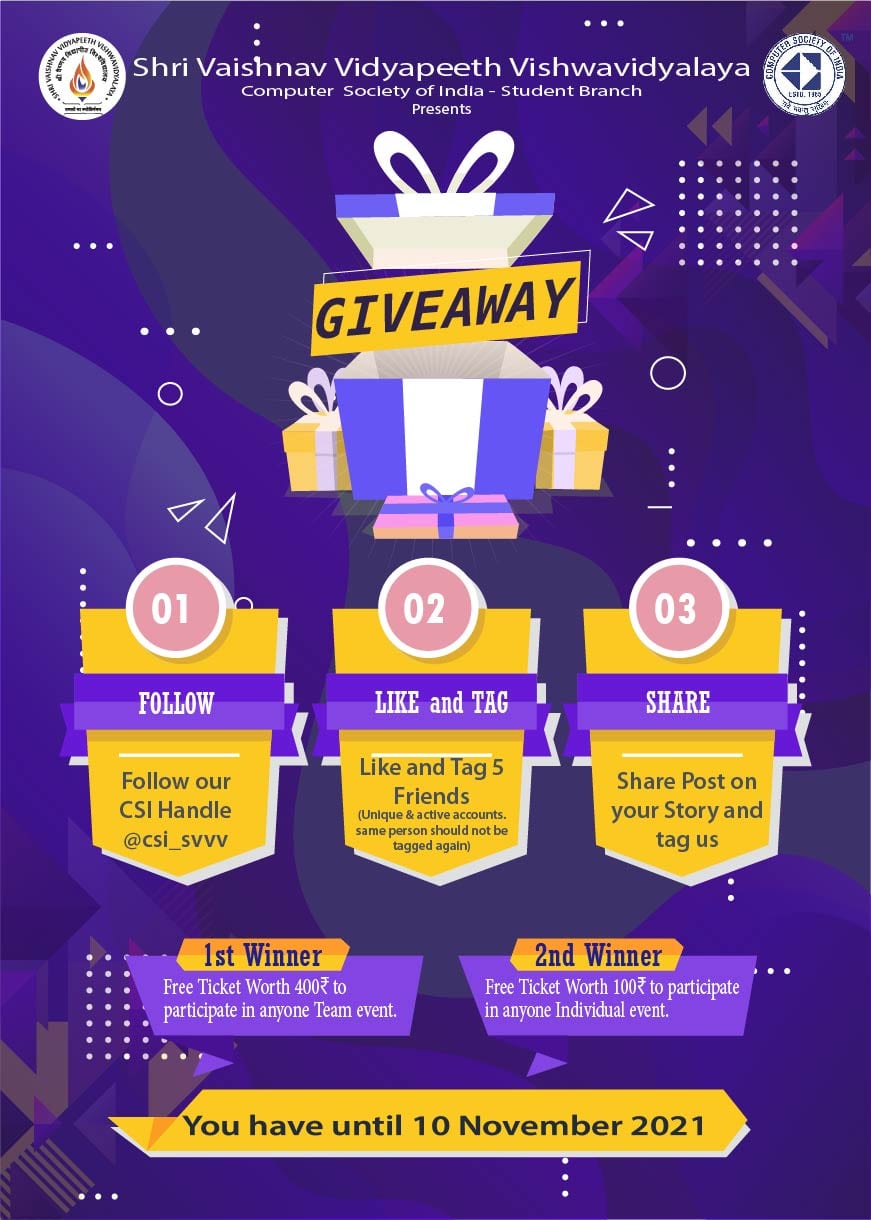 Shri Vaishnav Vidyapeeth Vishwavidyalaya
Computer Society of India - Student Branch
Presents
SHRI VAISHNAV VIDYAPEETH VISHWAVIDYALAYA
COMPUTER SOCIETY OF INDIA
ESTD. 1965
TM
GIVEAWAY
01
FOLLOW
Follow our
CSI Handle
@csi_svvv
02
LIKE and TAG
Like and Tag 5
Friends
(Unique & active accounts.
same person should not be
tagged again)
03
SHARE
Share Post on
your Story and
tag us
1st Winner
Free Ticket Worth 400₹ to
participate in anyone Team event.
2nd Winner
Free Ticket Worth 100₹ to participate
in anyone Individual event.
You have until 10 November 2021